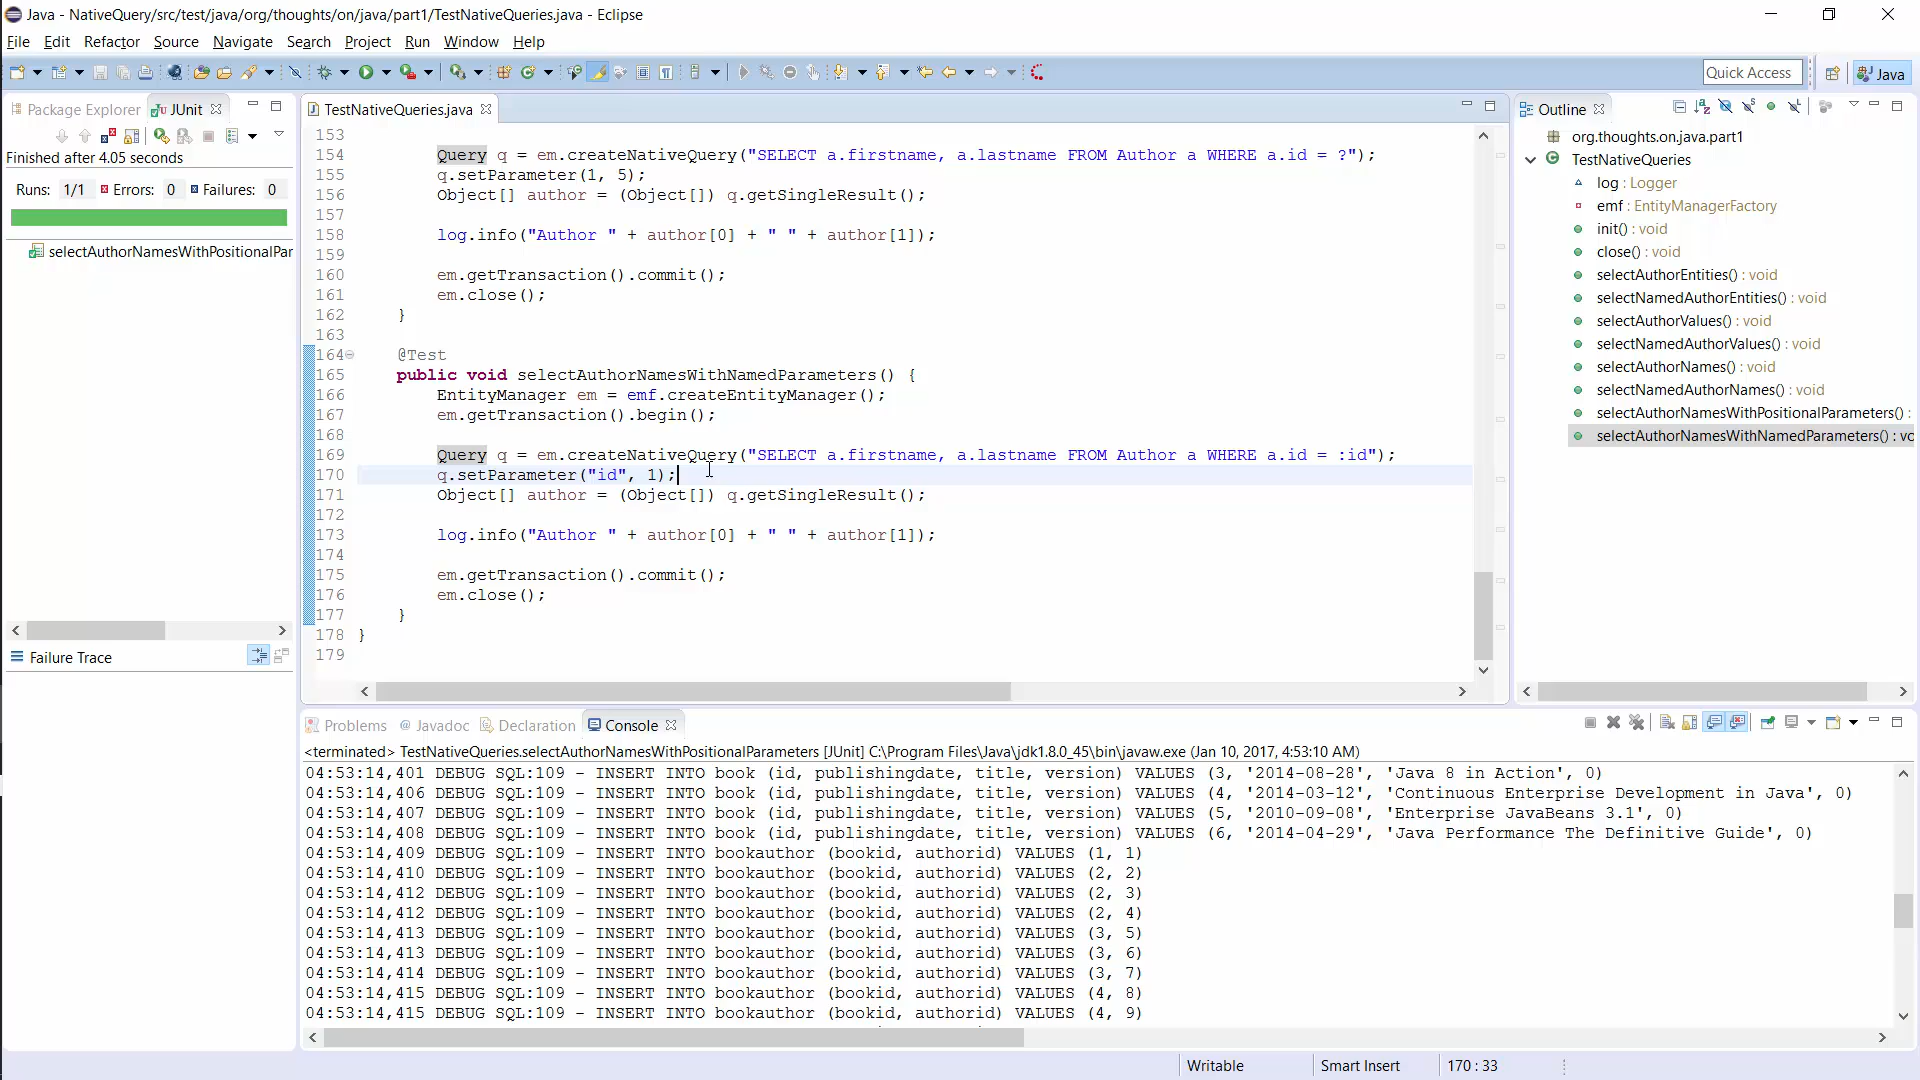 Java - NativeQuery/src/test/java/org/thoughts/on/java/part1/TestNativeQueries.java - Eclipse
File Edit Refactor Source Navigate Search Project Run Window Help
Quick Access
Java
Package Explorer
JUnit
Finished after 4.05 seconds
Runs: 1/1 Errors: 0 Failures: 0
selectAuthorNamesWithPositionalPar
Failure Trace
TestNativeQueries.java
153
154 Query q = em.createNativeQuery("SELECT a.firstname, a.lastname FROM Author a WHERE a.id = ?");
155 q.setParameter(1, 5);
156 Object[] author = (Object[]) q.getSingleResult();
157
158 log.info("Author " + author[0] + " " + author[1]);
159
160 em.getTransaction().commit();
161 em.close();
162 }
163
164 @Test
165 public void selectAuthorNamesWithNamedParameters() {
166 EntityManager em = emf.createEntityManager();
167 em.getTransaction().begin();
168
169 Query q = em.createNativeQuery("SELECT a.firstname, a.lastname FROM Author a WHERE a.id = :id");
170 q.setParameter("id", 1);
171 Object[] author = (Object[]) q.getSingleResult();
172
173 log.info("Author " + author[0] + " " + author[1]);
174
175 em.getTransaction().commit();
176 em.close();
177 }
178 }
179
Outline
org.thoughts.on.java.part1
TestNativeQueries
log : Logger
emf : EntityManagerFactory
init() : void
close() : void
selectAuthorEntities() : void
selectNamedAuthorEntities() : void
selectAuthorValues() : void
selectNamedAuthorValues() : void
selectAuthorNames() : void
selectNamedAuthorNames() : void
selectAuthorNamesWithPositionalParameters() :
selectAuthorNamesWithNamedParameters() : vo
Problems @ Javadoc Declaration Console
<terminated> TestNativeQueries.selectAuthorNamesWithPositionalParameters [JUnit] C:\Program Files\Java\jdk1.8.0_45\bin\javaw.exe (Jan 10, 2017, 4:53:10 AM)
04:53:14,401 DEBUG SQL:109 - INSERT INTO book (id, publishingdate, title, version) VALUES (3, '2014-08-28', 'Java 8 in Action', 0)
04:53:14,406 DEBUG SQL:109 - INSERT INTO book (id, publishingdate, title, version) VALUES (4, '2014-03-12', 'Continuous Enterprise Development in Java', 0)
04:53:14,407 DEBUG SQL:109 - INSERT INTO book (id, publishingdate, title, version) VALUES (5, '2010-09-08', 'Enterprise JavaBeans 3.1', 0)
04:53:14,408 DEBUG SQL:109 - INSERT INTO book (id, publishingdate, title, version) VALUES (6, '2014-04-29', 'Java Performance The Definitive Guide', 0)
04:53:14,409 DEBUG SQL:109 - INSERT INTO bookauthor (bookid, authorid) VALUES (1, 1)
04:53:14,410 DEBUG SQL:109 - INSERT INTO bookauthor (bookid, authorid) VALUES (2, 2)
04:53:14,412 DEBUG SQL:109 - INSERT INTO bookauthor (bookid, authorid) VALUES (2, 3)
04:53:14,412 DEBUG SQL:109 - INSERT INTO bookauthor (bookid, authorid) VALUES (2, 4)
04:53:14,413 DEBUG SQL:109 - INSERT INTO bookauthor (bookid, authorid) VALUES (3, 5)
04:53:14,413 DEBUG SQL:109 - INSERT INTO bookauthor (bookid, authorid) VALUES (3, 6)
04:53:14,414 DEBUG SQL:109 - INSERT INTO bookauthor (bookid, authorid) VALUES (3, 7)
04:53:14,415 DEBUG SQL:109 - INSERT INTO bookauthor (bookid, authorid) VALUES (4, 8)
04:53:14,415 DEBUG SQL:109 - INSERT INTO bookauthor (bookid, authorid) VALUES (4, 9)
Writable Smart Insert 170 : 33